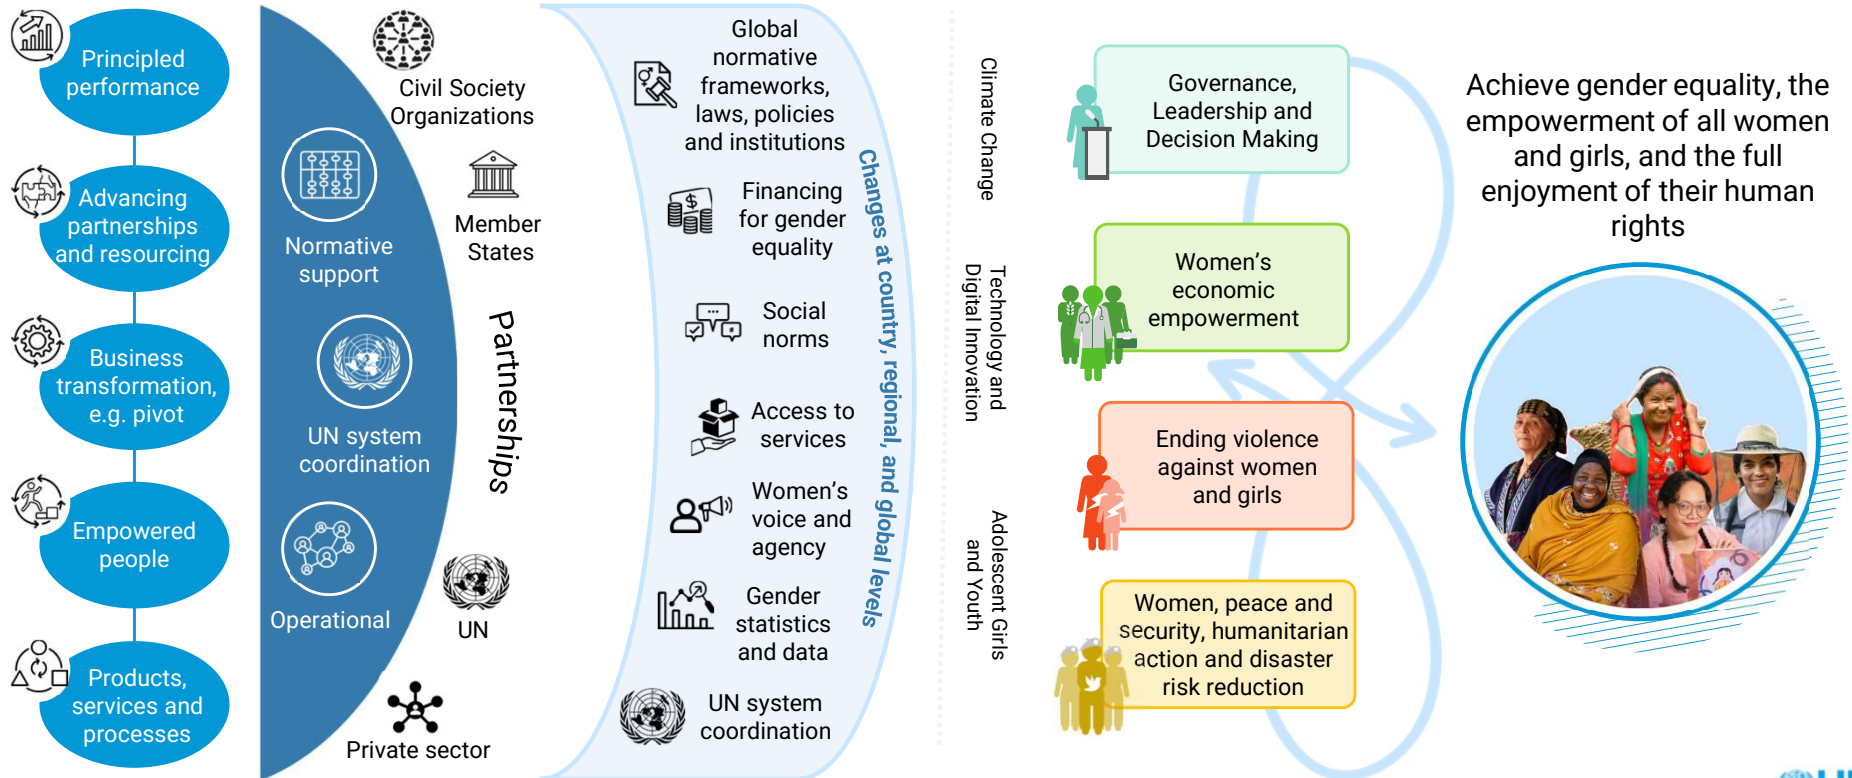 Principled
performance
Advancing
partnerships
and resourcing
Business
transformation,
e.g. pivot
Empowered
people
Products,
services and
processes
Normative
support
UN system
coordination
Operational
Civil Society
Organizations
Member
States
Partnerships
UN
Private sector
Global
normative
frameworks,
laws, policies
and institutions
Financing
for gender
equality
Social
norms
Access to
services
Women's
voice and
agency
Gender
statistics
and data
UN system
coordination
Changes at country, regional, and global levels
Climate Change
Technology and
Digital Innovation
Adolescent Girls
and Youth
Governance,
Leadership and
Decision Making
Women's
economic
empowerment
Ending violence
against women
and girls
Women, peace and
security, humanitarian
action and disaster
risk reduction
Achieve gender equality, the
empowerment of all women
and girls, and the full
enjoyment of their human
rights